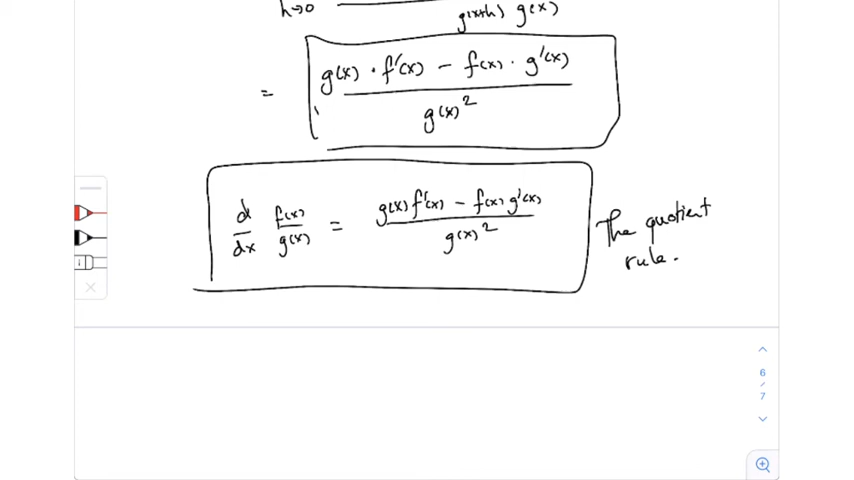 h→0 g(x+h) g(x)
= g(x) · f'(x) − f(x) · g'(x) / g(x)²
d/dx f(x)/g(x) = g(x) f'(x) − f(x) g'(x) / g(x)²
The quotient
rule.
6
/
7